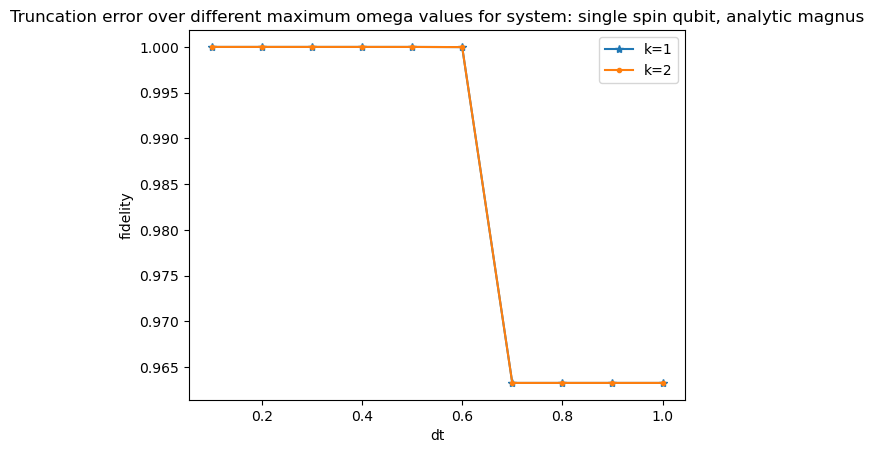 Truncation error over different maximum omega values for system: single spin qubit, analytic magnus
1.000
0.995
0.990
0.985
0.980
0.975
0.970
0.965
fidelity
k=1
k=2
0.2
0.4
0.6
0.8
1.0
dt